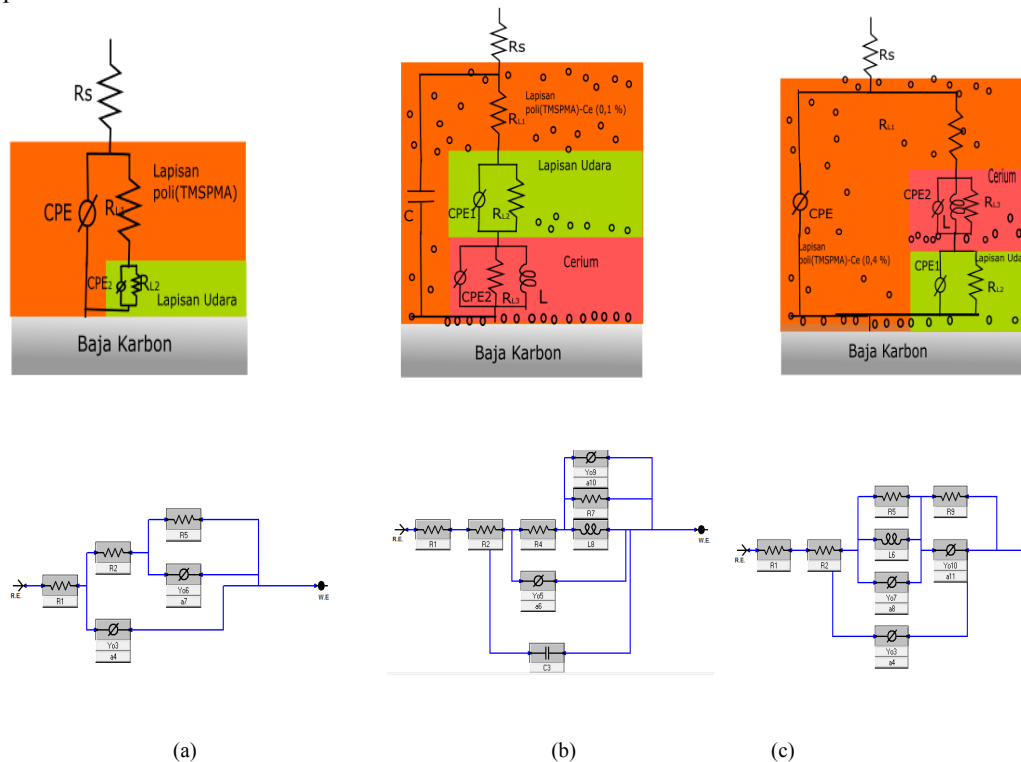 Rs
Lapisan
poli(TMSPMA)
CPE
RL1
CPE2
RL2
Lapisan Udara
Baja Karbon
Rs
Lapisan
poli(TMSPMA)-Ce (0,1 %)
RL1
Lapisan Udara
CPE1
RL2
C
Cerium
CPE2
RL3
L
Baja Karbon
Rs
RL1
Cerium
CPE2
RL3
L
CPE
Lapisan
poli(TMSPMA)-Ce (0,4 %)
Lapisan Udara
CPE1
RL2
Baja Karbon
R5
R2
R.E.
R1
Yo6
a7
W.E
Yo3
a4
Yo9
a10
R7
R.E.
R1
R2
R4
L8
W.E.
Yo5
a6
C3
R5
R9
L6
R.E.
R1
R2
Yo10
a11
Yo7
a8
Yo3
a4
(a)
(b)
(c)